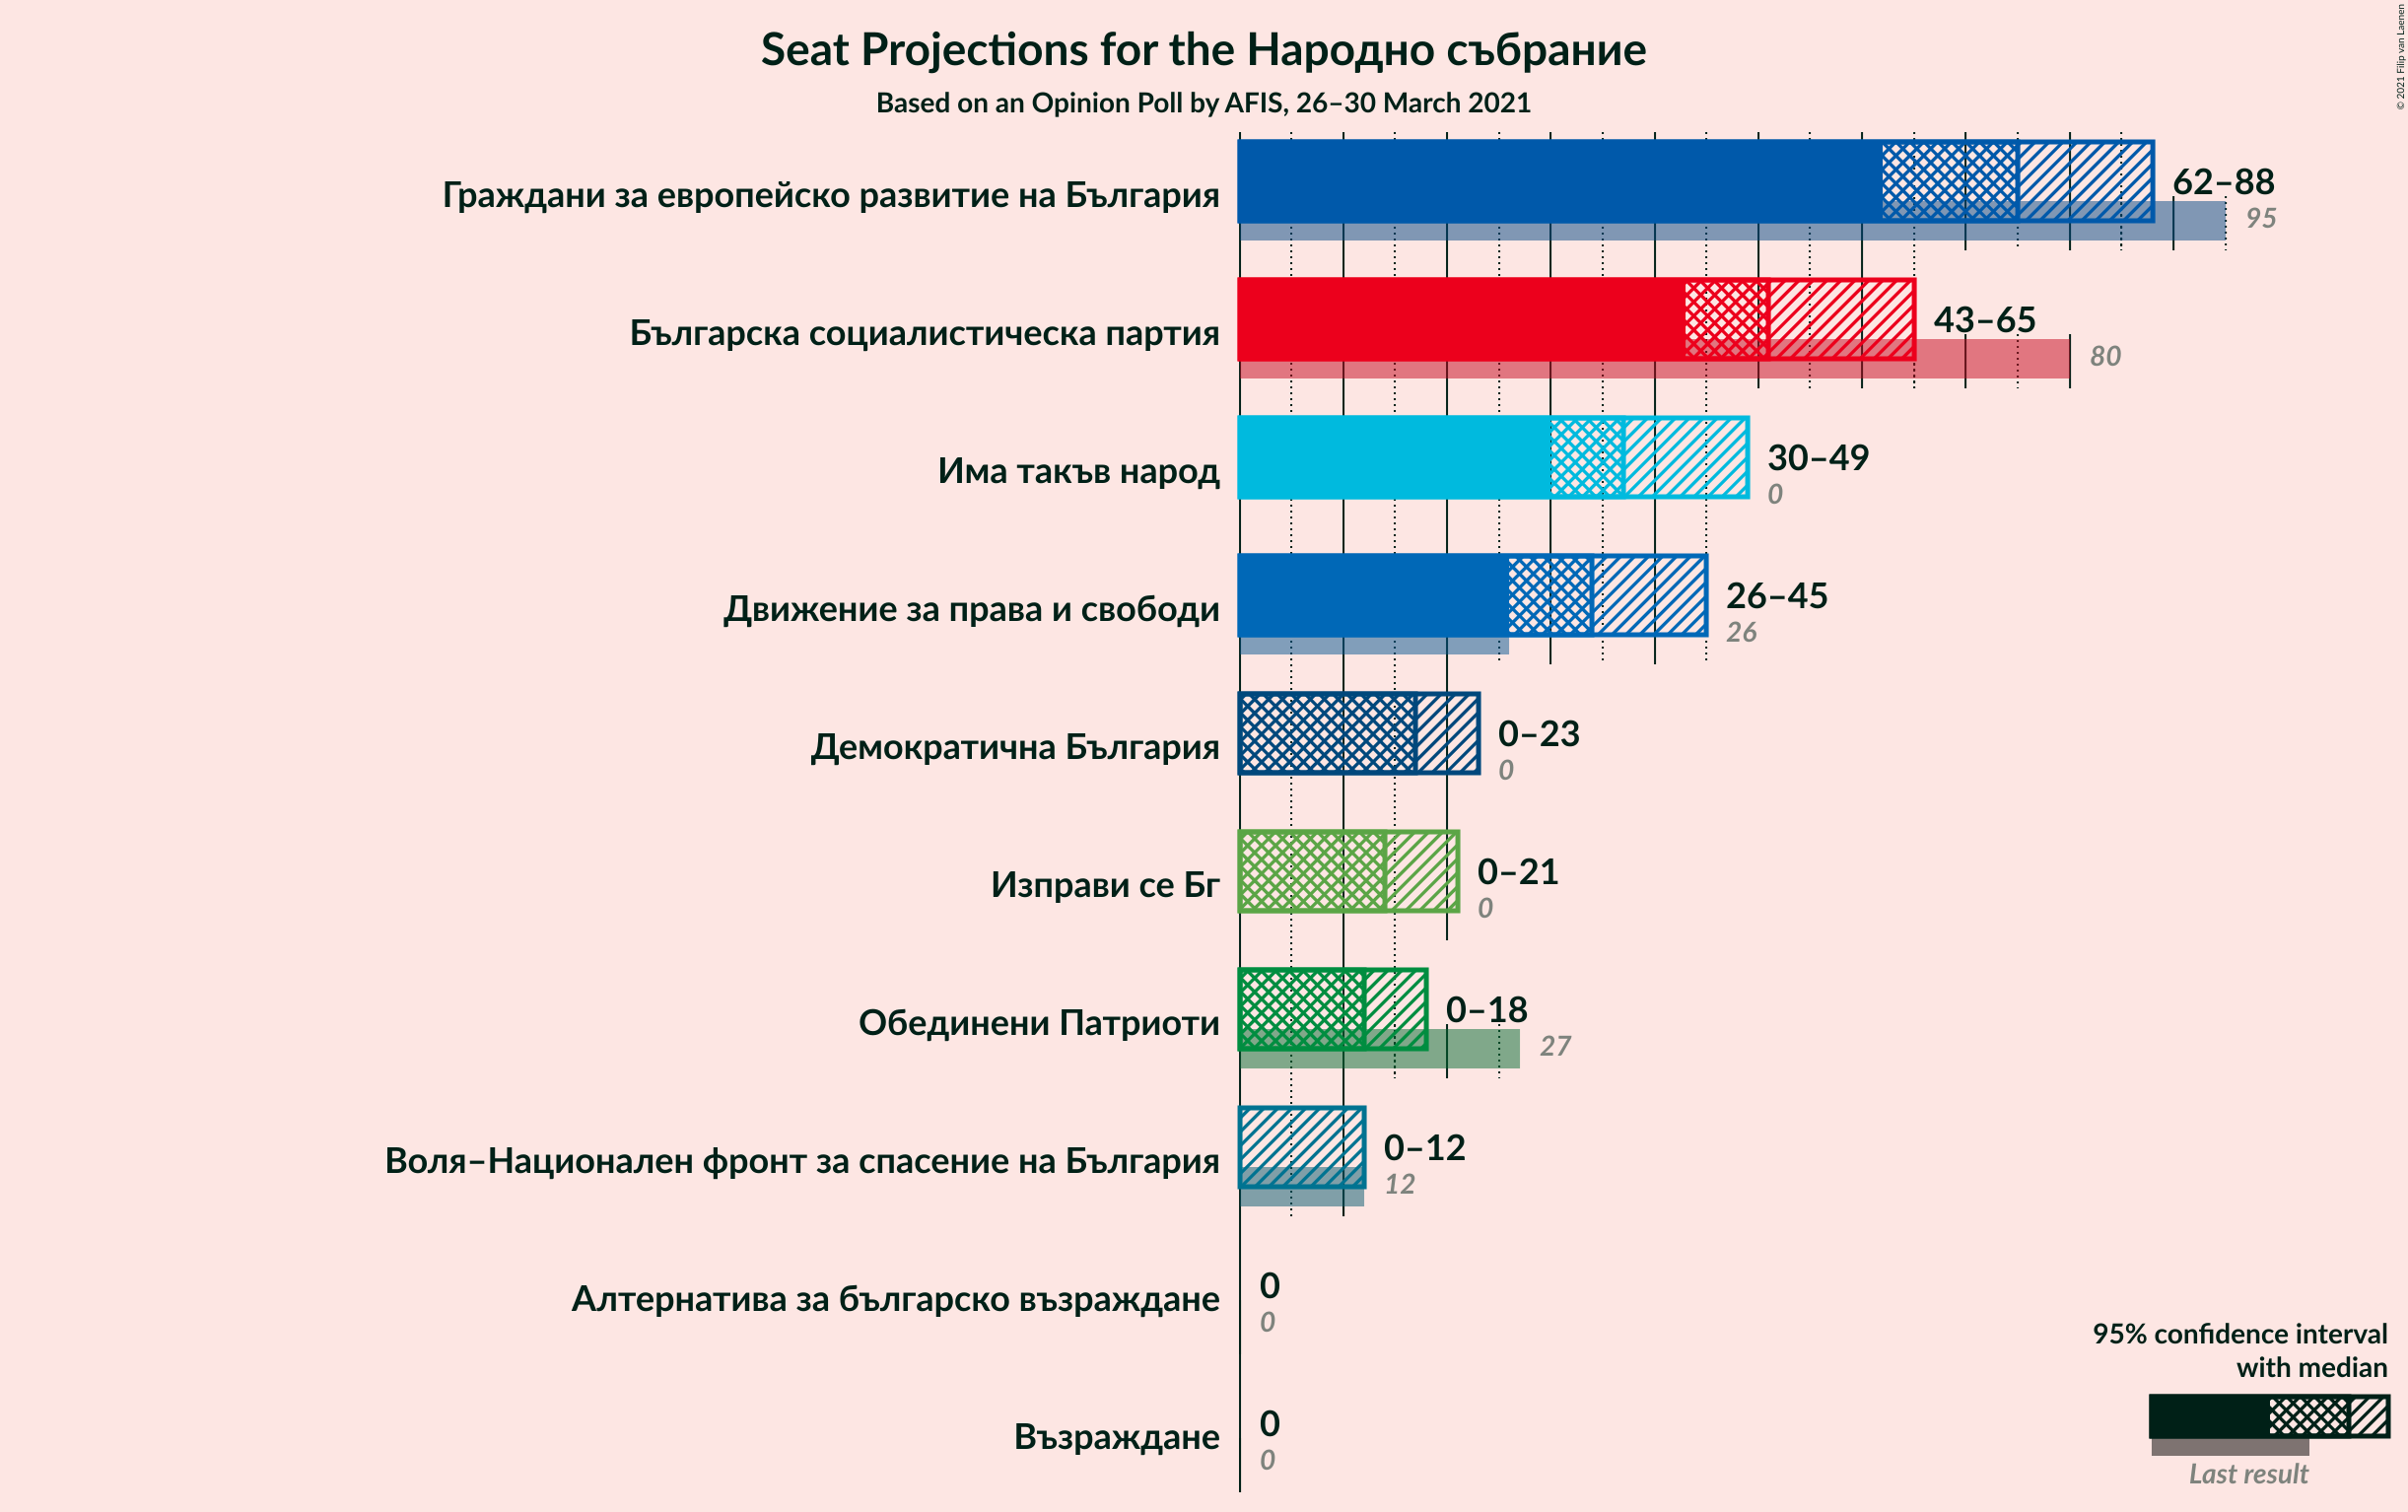 Seat Projections for the Народно събрание
Based on an Opinion Poll by AFIS, 26–30 March 2021
© 2021 Filip van Laenen
Граждани за европейско развитие на България
62–88
95
Българска социалистическа партия
43–65
80
Има такъв народ
30–49
0
Движение за права и свободи
26–45
26
Демократична България
0–23
0
Изправи се Бг
0–21
0
Обединени Патриоти
0–18
27
Воля–Национален фронт за спасение на България
0–12
12
Алтернатива за българско възраждане
0
0
Възраждане
0
0
95% confidence interval
with median
Last result